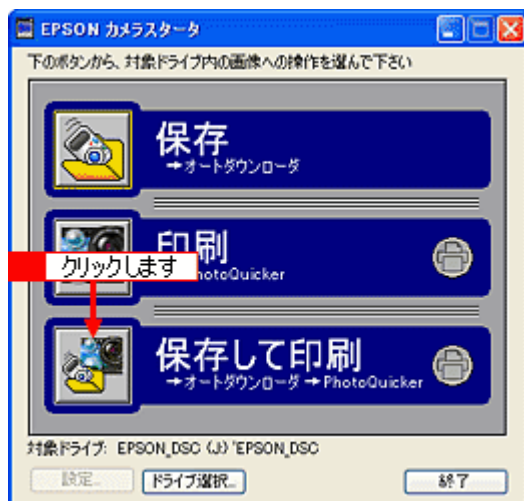 EPSON カメラスタータ
下のボタンから、対象ドライブ内の画像への操作を選んで下さい
保存
→オートダウンローダ
印刷
PhotoQuicker
クリックします
保存して印刷
→オートダウンローダ→PhotoQuicker
対象ドライブ: EPSON_DSC (J:) "EPSON_DSC
設定... ドライブ選択... 終了